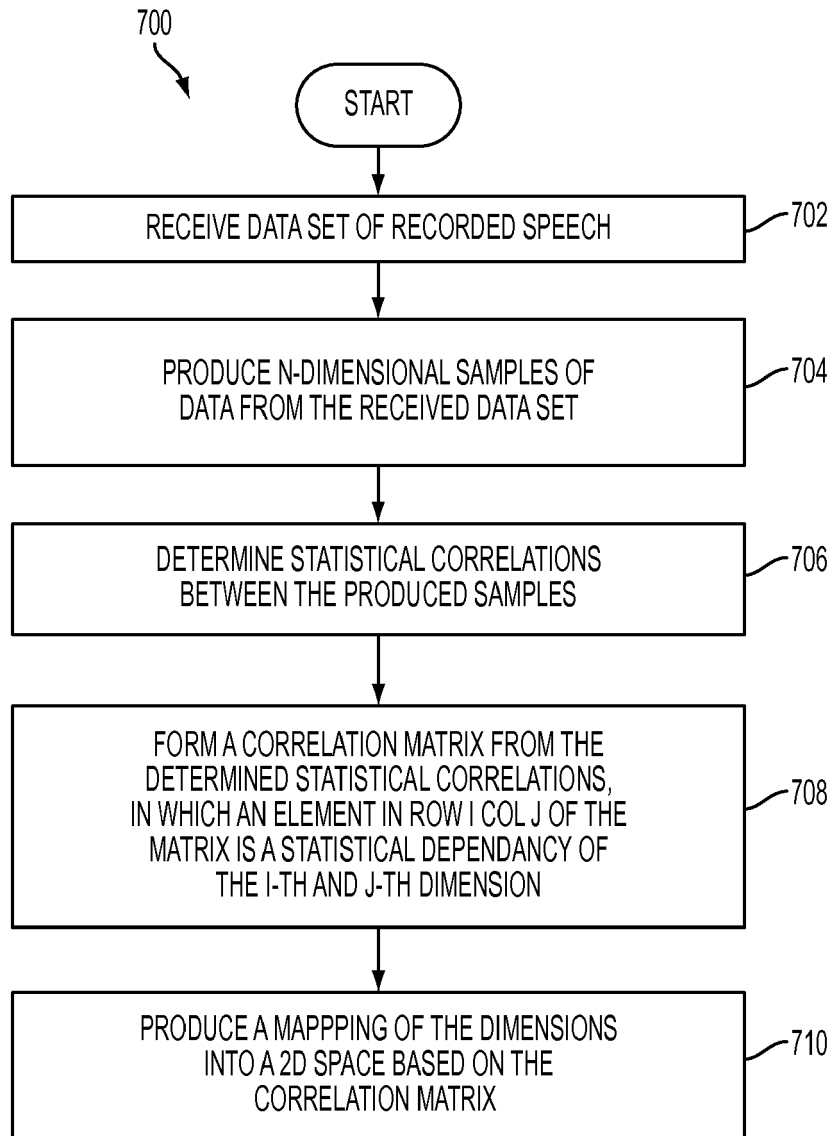 700
START
RECEIVE DATA SET OF RECORDED SPEECH
702
PRODUCE N-DIMENSIONAL SAMPLES OF
DATA FROM THE RECEIVED DATA SET
704
DETERMINE STATISTICAL CORRELATIONS
BETWEEN THE PRODUCED SAMPLES
706
FORM A CORRELATION MATRIX FROM THE
DETERMINED STATISTICAL CORRELATIONS,
IN WHICH AN ELEMENT IN ROW I COL J OF THE
MATRIX IS A STATISTICAL DEPENDANCY OF
THE I-TH AND J-TH DIMENSION
708
PRODUCE A MAPPPING OF THE DIMENSIONS
INTO A 2D SPACE BASED ON THE
CORRELATION MATRIX
710